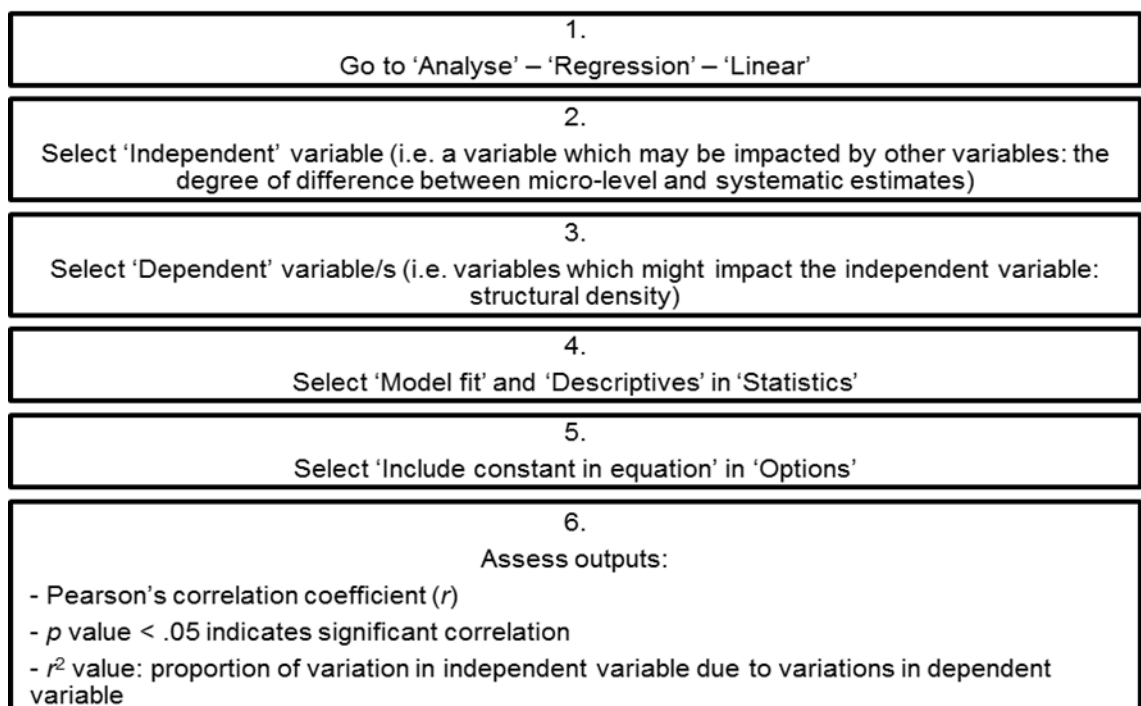 1.
Go to ‘Analyse’ – ‘Regression’ – ‘Linear’
2.
Select ‘Independent’ variable (i.e. a variable which may be impacted by other variables: the
degree of difference between micro-level and systematic estimates)
3.
Select ‘Dependent’ variable/s (i.e. variables which might impact the independent variable:
structural density)
4.
Select ‘Model fit’ and ‘Descriptives’ in ‘Statistics’
5.
Select ‘Include constant in equation’ in ‘Options’
6.
Assess outputs:
- Pearson’s correlation coefficient (r)
- p value < .05 indicates significant correlation
- r² value: proportion of variation in independent variable due to variations in dependent
variable